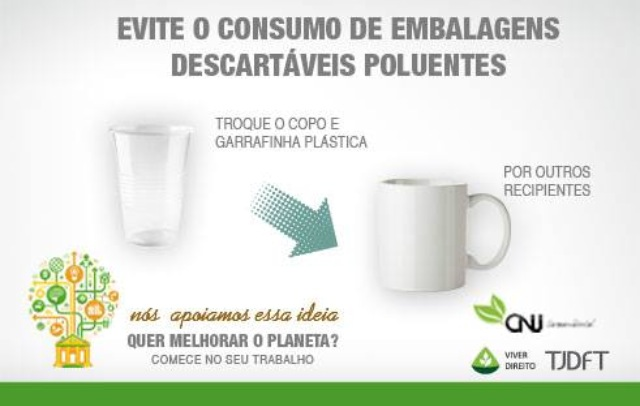 EVITE O CONSUMO DE EMBALAGENS
DESCARTÁVEIS POLUENTES
TROQUE O COPO E
GARRAFINHA PLÁSTICA
POR OUTROS
RECIPIENTES
nós apoiamos essa ideia
QUER MELHORAR O PLANETA?
COMECE NO SEU TRABALHO
CNJ
VIVER
DIREITO
TJDFT